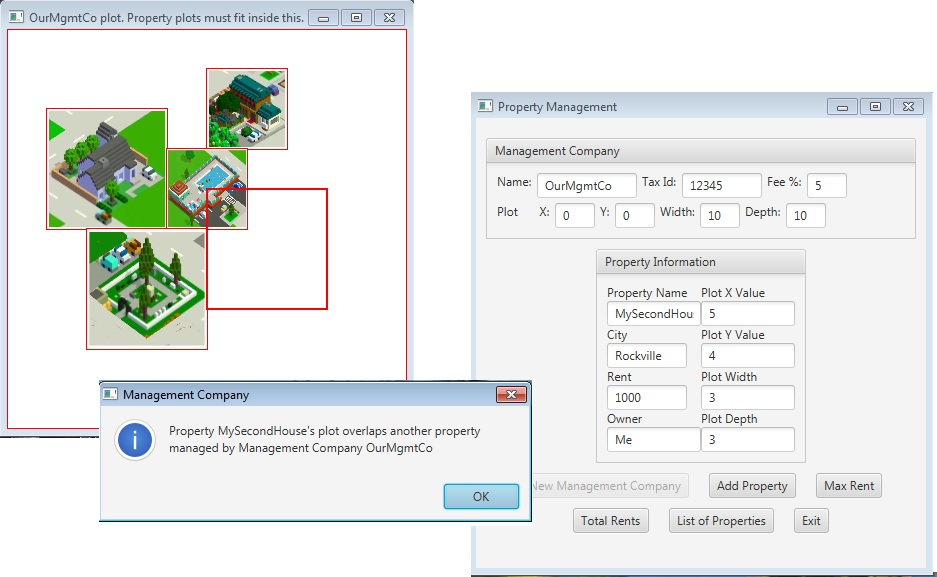 OurMgmtCo plot. Property plots must fit inside this.
Property Management
Management Company
Name: OurMgmtCo Tax Id: 12345 Fee %: 5
Plot X: 0 Y: 0 Width: 10 Depth: 10
Property Information
Property Name Plot X Value
MySecondHou 5
City Plot Y Value
Rockville 4
Rent Plot Width
1000 3
Owner Plot Depth
Me 3
New Management Company Add Property Max Rent
Total Rents List of Properties Exit
Management Company
Property MySecondHouse's plot overlaps another property
managed by Management Company OurMgmtCo
OK